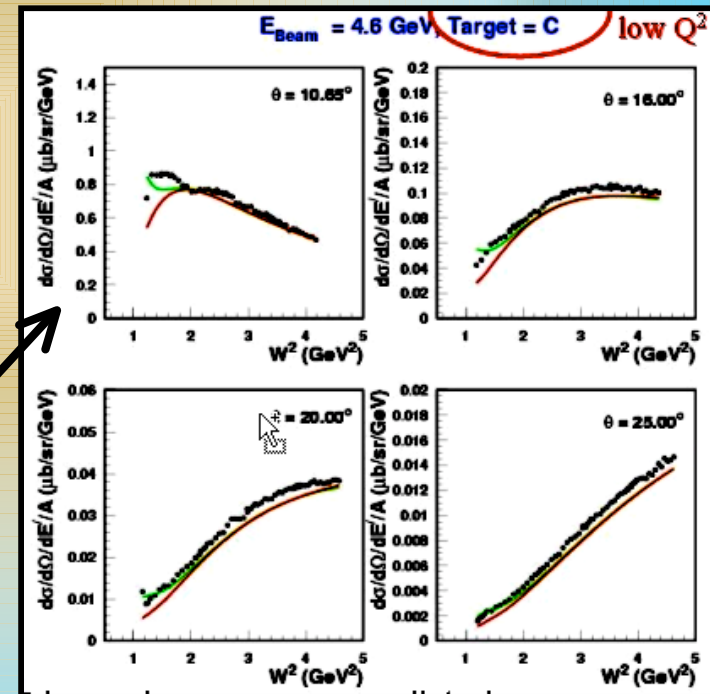 E_Beam = 4.6 GeV, Target = C low Q²
dσ/dΩ/dE'/A (μb/sr/GeV)
1.4
1.2
1
0.8
0.6
0.4
0.2
0
θ = 10.65°
1 2 3 4 5
W² (GeV²)
dσ/dΩ/dE'/A (μb/sr/GeV)
0.2
0.18
0.16
0.14
0.12
0.1
0.08
0.06
0.04
0.02
0
θ = 16.00°
1 2 3 4 5
W² (GeV²)
dσ/dΩ/dE'/A (μb/sr/GeV)
0.06
0.05
0.04
0.03
0.02
0.01
0
= 20.00°
1 2 3 4 5
W² (GeV²)
dσ/dΩ/dE'/A (μb/sr/GeV)
0.02
0.018
0.016
0.014
0.012
0.01
0.008
0.006
0.004
0.002
0
θ = 25.00°
1 2 3 4 5
W² (GeV²)